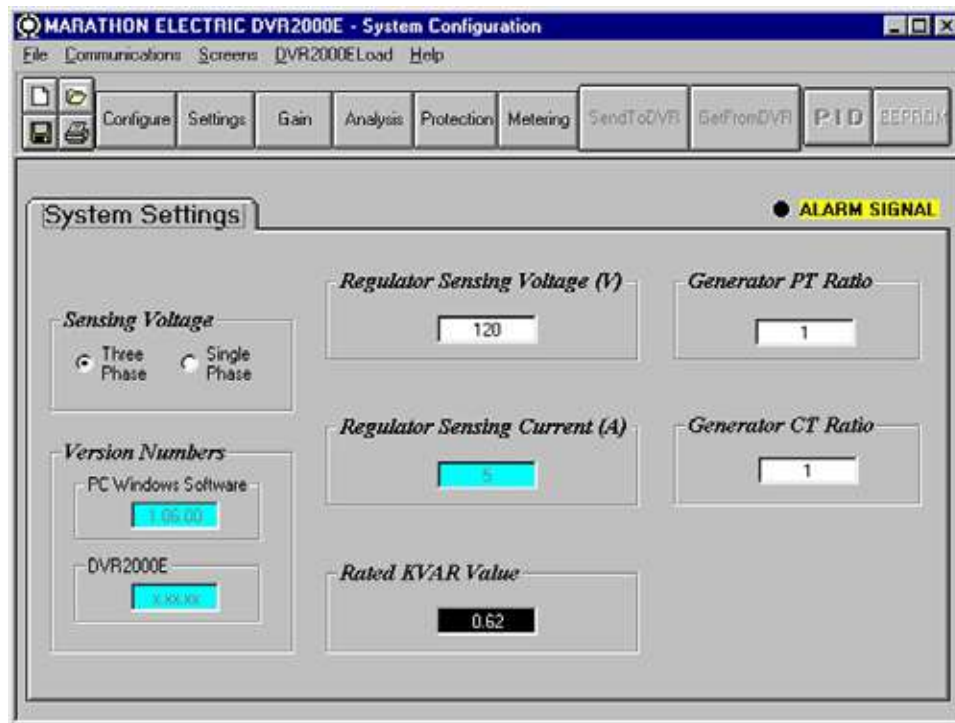 MARATHON ELECTRIC DVR2000E - System Configuration
File Communications Screens DVR2000ELoad Help
Configure Settings Gain Analysis Protection Metering SendToDVR GetFromDVR PID EEPROM
System Settings
ALARM SIGNAL
Sensing Voltage
Three Phase
Single Phase
Regulator Sensing Voltage (V)
120
Generator PT Ratio
1
Regulator Sensing Current (A)
5
Generator CT Ratio
1
Version Numbers
PC Windows Software
1.06.00
DVR2000E
x.xx.xx
Rated KVAR Value
0.62